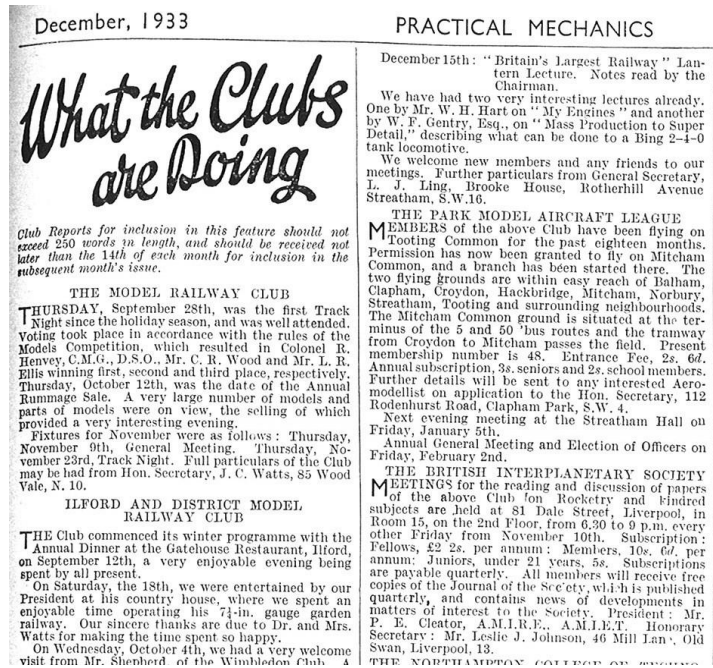 December, 1933
PRACTICAL MECHANICS
What the Clubs
are Doing
Club Reports for inclusion in this feature should not
exceed 250 words in length, and should be received not
later than the 14th of each month for inclusion in the
subsequent month's issue.
THE MODEL RAILWAY CLUB
THURSDAY, September 28th, was the first Track
Night since the holiday season, and was well attended.
Voting took place in accordance with the rules of the
Models Competition, which resulted in Colonel R.
Henvey, C.M.G., D.S.O., Mr. C. R. Wood and Mr. L. R.
Ellis winning first, second and third place, respectively.
Thursday, October 12th, was the date of the Annual
Rummage Sale. A very large number of models and
parts of models were on view, the selling of which
provided a very interesting evening.
Fixtures for November were as follows : Thursday,
November 9th, General Meeting. Thursday, No-
vember 23rd, Track Night. Full particulars of the Club
may be had from Hon. Secretary, J. C. Watts, 85 Wood
Vale, N. 10.
ILFORD AND DISTRICT MODEL
RAILWAY CLUB
THE Club commenced its winter programme with the
Annual Dinner at the Gatehouse Restaurant, Ilford,
on September 12th, a very enjoyable evening being
spent by all present.
On Saturday, the 18th, we were entertained by our
President at his country house, where we spent an
enjoyable time operating his 7¼-in. gauge garden
railway. Our sincere thanks are due to Dr. and Mrs.
Watts for making the time spent so happy.
On Wednesday, October 4th, we had a very welcome
visit from Mr. Shepherd, of the Wimbledon Club. A
December 15th : " Britain's Largest Railway " Lan-
tern Lecture. Notes read by the
Chairman.
We have had two very interesting lectures already.
One by Mr. W. H. Hart on " My Engines " and another
by W. F. Gentry, Esq., on " Mass Production to Super
Detail," describing what can be done to a Bing 2-4-0
tank locomotive.
We welcome new members and any friends to our
meetings. Further particulars from General Secretary,
L. J. Ling, Brooke House, Rotherhill Avenue
Streatham, S.W.16.
THE PARK MODEL AIRCRAFT LEAGUE
MEMBERS of the above Club have been flying on
Tooting Common for the past eighteen months.
Permission has now been granted to fly on Mitcham
Common, and a branch has been started there. The
two flying grounds are within easy reach of Balham,
Clapham, Croydon, Hackbridge, Mitcham, Norbury,
Streatham, Tooting and surrounding neighbourhoods.
The Mitcham Common ground is situated at the ter-
minus of the 5 and 50 'bus routes and the tramway
from Croydon to Mitcham passes the field. Present
membership number is 48. Entrance Fee, 2s. 6d.
Annual subscription, 3s. seniors and 2s. school members.
Further details will be sent to any interested Aero-
modellist on application to the Hon. Secretary, 112
Rodenhurst Road, Clapham Park, S.W. 4.
Next evening meeting at the Streatham Hall on
Friday, January 5th.
Annual General Meeting and Election of Officers on
Friday, February 2nd.
THE BRITISH INTERPLANETARY SOCIETY
MEETINGS for the reading and discussion of papers
of the above Club on Rocketry and kindred
subjects are held at 81 Dale Street, Liverpool, in
Room 15, on the 2nd Floor, from 6.30 to 9 p.m. every
other Friday from November 10th. Subscription :
Fellows, £2 2s. per annum : Members, 10s. 6d. per
annum; Juniors, under 21 years, 5s. Subscriptions
are payable quarterly. All members will receive free
copies of the Journal of the Society, which is published
quarterly, and contains news of developments in
matters of interest to the Society. President : Mr.
P. E. Cleator, A.M.I.R.E., A.M.I.E.T. Honorary
Secretary : Mr. Leslie J. Johnson, 46 Mill Lane, Old
Swan, Liverpool, 13.
THE NORTHAMPTON COLLEGE OF